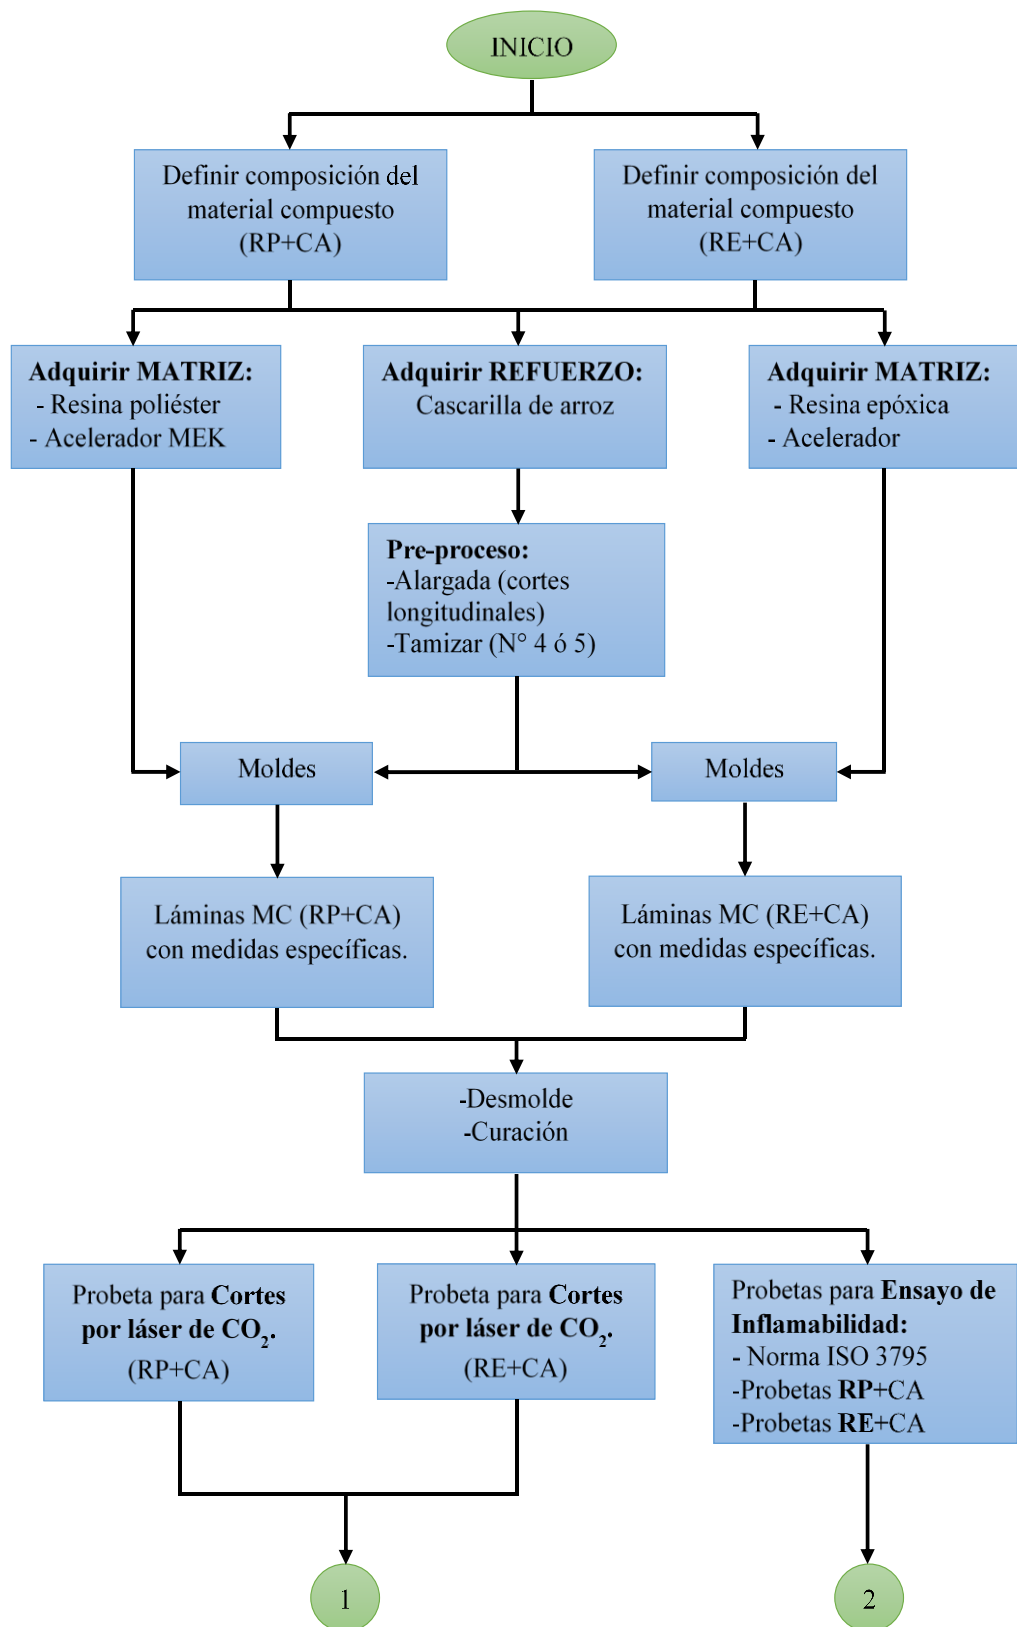 INICIO
Definir composición del
material compuesto
(RP+CA)
Definir composición del
material compuesto
(RE+CA)
Adquirir MATRIZ:
- Resina poliéster
- Acelerador MEK
Adquirir REFUERZO:
Cascarilla de arroz
Adquirir MATRIZ:
- Resina epóxica
- Acelerador
Pre-proceso:
-Alargada (cortes
longitudinales)
-Tamizar (N° 4 ó 5)
Moldes
Moldes
Láminas MC (RP+CA)
con medidas específicas.
Láminas MC (RE+CA)
con medidas específicas.
-Desmolde
-Curación
Probeta para Cortes
por láser de CO₂.
(RP+CA)
Probeta para Cortes
por láser de CO₂.
(RE+CA)
Probetas para Ensayo de
Inflamabilidad:
- Norma ISO 3795
-Probetas RP+CA
-Probetas RE+CA
1
2